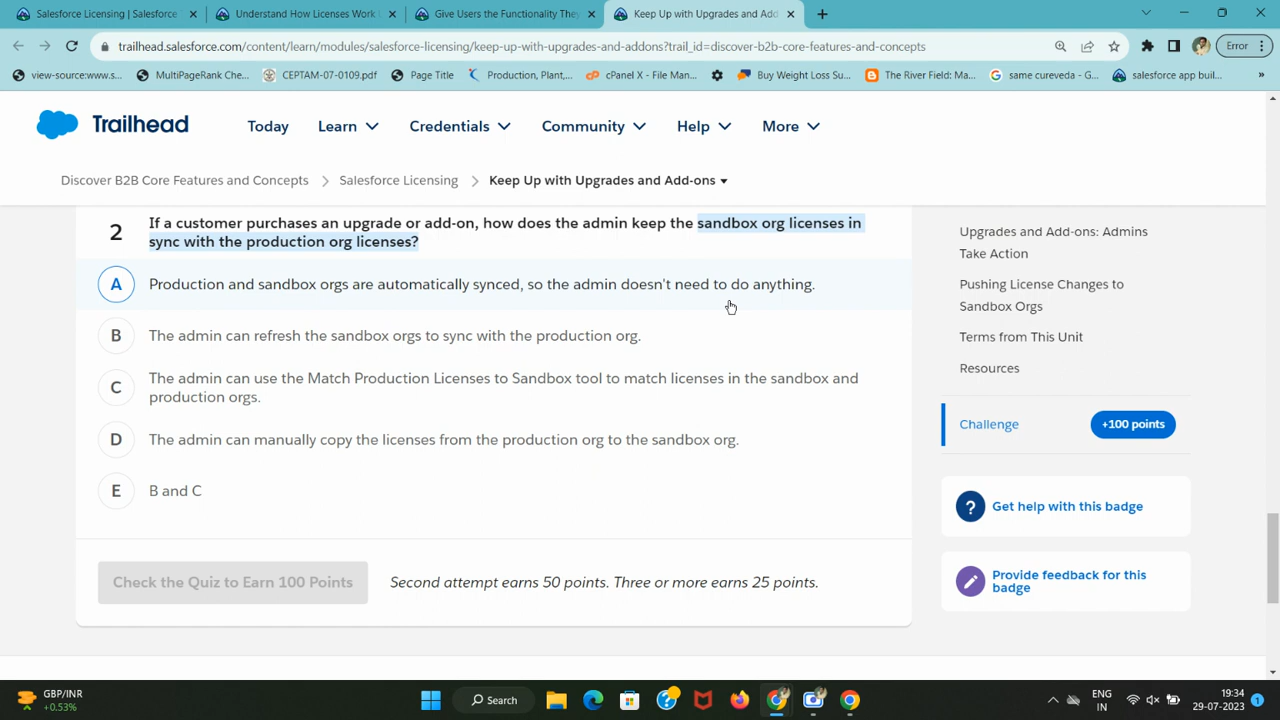 Salesforce Licensing | Salesforce
Understand How Licenses Work
Give Users the Functionality They
Keep Up with Upgrades and Add
trailhead.salesforce.com/content/learn/modules/salesforce-licensing/keep-up-with-upgrades-and-addons?trail_id=discover-b2b-core-features-and-concepts
Error
view-source:www.s...
MultiPageRank Che...
CEPTAM-07-0109.pdf
Page Title
Production, Plant,...
cPanel X - File Man...
Buy Weight Loss Su...
The River Field: Ma...
same cureveda - G...
salesforce app buil...
»
Trailhead
Today
Learn
Credentials
Community
Help
More
Discover B2B Core Features and Concepts
Salesforce Licensing
Keep Up with Upgrades and Add-ons
2
If a customer purchases an upgrade or add-on, how does the admin keep the sandbox org licenses in
sync with the production org licenses?
A
Production and sandbox orgs are automatically synced, so the admin doesn't need to do anything.
B
The admin can refresh the sandbox orgs to sync with the production org.
C
The admin can use the Match Production Licenses to Sandbox tool to match licenses in the sandbox and
production orgs.
D
The admin can manually copy the licenses from the production org to the sandbox org.
E
B and C
Check the Quiz to Earn 100 Points
Second attempt earns 50 points. Three or more earns 25 points.
Upgrades and Add-ons: Admins
Take Action
Pushing License Changes to
Sandbox Orgs
Terms from This Unit
Resources
Challenge
+100 points
Get help with this badge
Provide feedback for this
badge
GBP/INR
+0.53%
Search
ENG
IN
19:34
29-07-2023
1